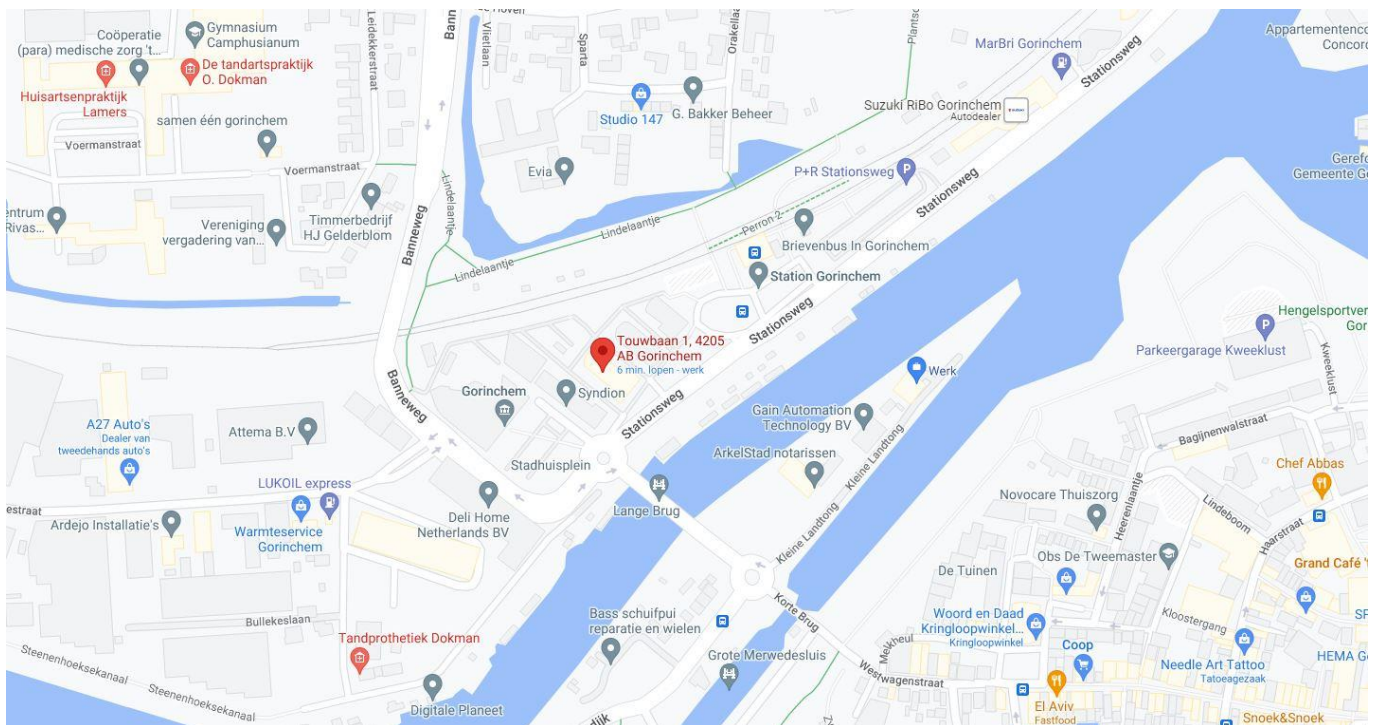 Coöperatie
(para) medische zorg 't...
Gymnasium
Camphusianum
De tandartspraktijk
O. Dokman
Huisartsenpraktijk
Lamers
samen één gorinchem
Voermanstraat
Voermanstraat
Leidekkerstraat
Vereniging
vergadering van...
Timmerbedrijf
HJ Gelderblom
entrum
Rivas...
Banneweg
Lindelaantje
Vlietlaan
Sparta
Orakellaan
Studio 147
G. Bakker Beheer
Evia
Lindelaantje
Lindelaantje
Perron 2
MarBri Gorinchem
Stationsweg
Suzuki RiBo Gorinchem
Autodealer
P+R Stationsweg
Stationsweg
Brievenbus In Gorinchem
Station Gorinchem
Stationsweg
Appartementenco
Concor
Geref
Gemeente G
Hengelsportver
Gor
Parkeergarage Kweeklust
Kweeklust
Touwbaan 1, 4205
AB Gorinchem
6 min. lopen - werk
Banneweg
Gorinchem
Syndion
Stationsweg
Werk
Gain Automation
Technology BV
ArkelStad notarissen
Kleine Landtong
Kleine Landtong
A27 Auto's
Dealer van
tweedehands auto's
Attema B.V
Stadhuisplein
LUKOIL express
Lange Brug
Deli Home
Netherlands BV
estraat
Ardejo Installatie's
Warmteservice
Gorinchem
Bagijnenwalstraat
Chef Abbas
Novocare Thuiszorg
Heerenlaantje
Lindeboom
Haarstraat
Obs De Tweemaster
Grand Café
De Tuinen
Korte Brug
Woord en Daad
Kringloopwinkel...
Kringloopwinkel
Kloostergang
Bass schuifpui
reparatie en wielen
Bullekeslaan
Tandprothetiek Dokman
Melkheul
Coop
Needle Art Tattoo
Tatoeagezaak
HEMA G
SP
Grote Merwedesluis
Westwagenstraat
Steenenhoeksekanaal
Steenenhoeksekanaal
Digitale Planeet
dijk
El Aviv
Fastfood
Snoek&Snoek